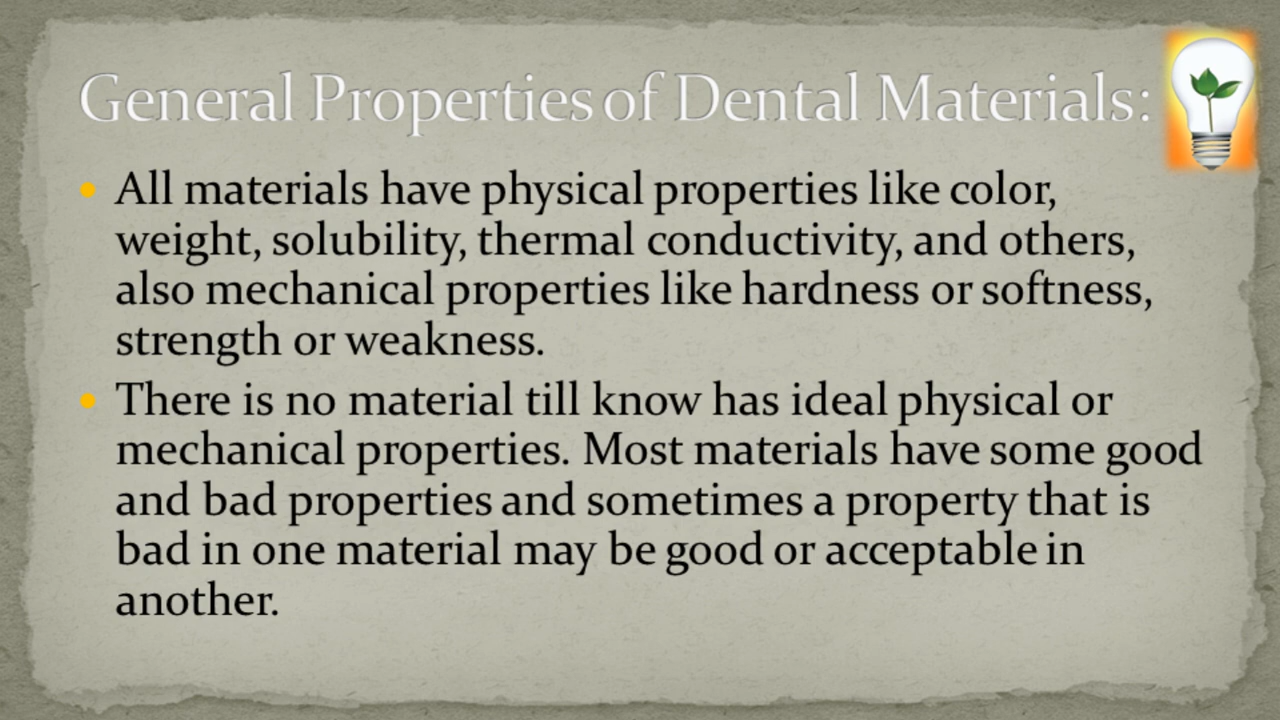 General Properties of Dental Materials:
All materials have physical properties like color,
weight, solubility, thermal conductivity, and others,
also mechanical properties like hardness or softness,
strength or weakness.
There is no material till know has ideal physical or
mechanical properties. Most materials have some good
and bad properties and sometimes a property that is
bad in one material may be good or acceptable in
another.